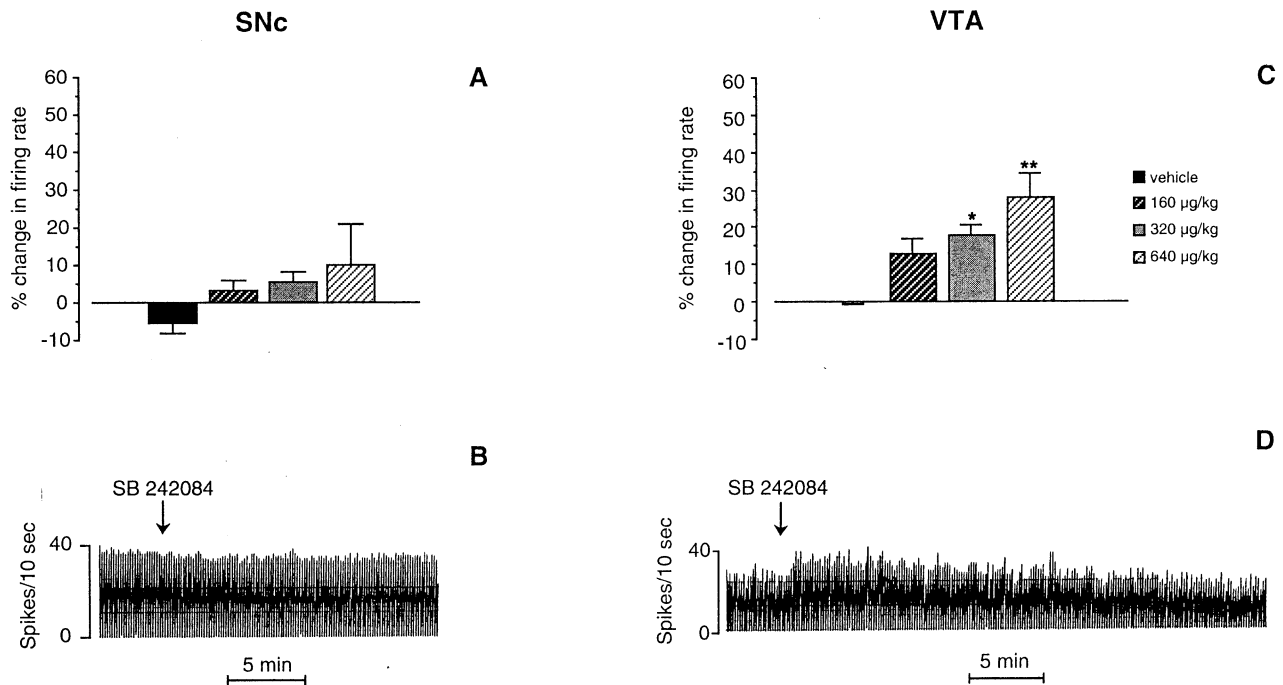 SNc
VTA
A
60
50
40
30
20
10
0
-10
% change in firing rate
C
60
50
40
30
20
10
0
-10
% change in firing rate
*
**
vehicle
160 µg/kg
320 µg/kg
640 µg/kg
B
SB 242084
40
0
Spikes/10 sec
5 min
D
SB 242084
40
0
Spikes/10 sec
5 min